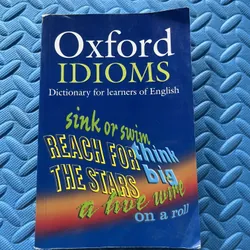 Oxford
IDIOMS
Dictionary for learners of English
sink or swim
REACH FOR
think
THE STARS
big
a live wire
on a roll